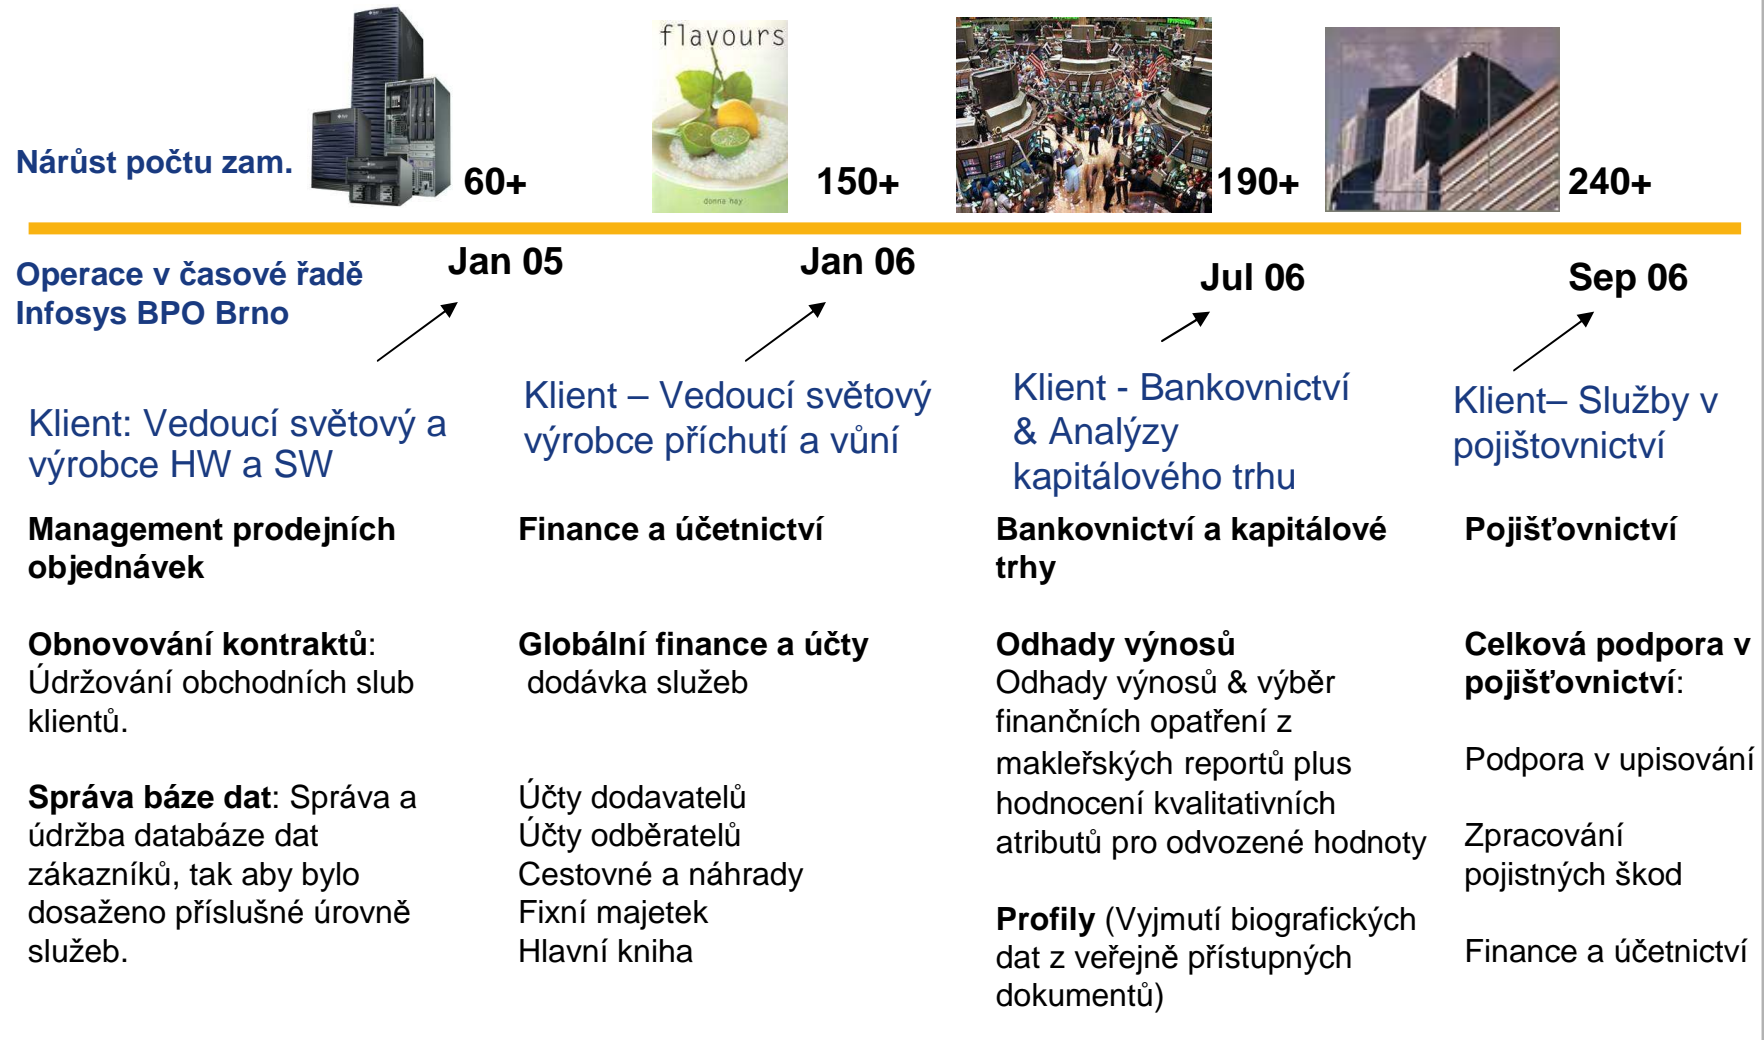 flavours
donna hay
Nárůst počtu zam.
60+
150+
190+
240+
Operace v časové řadě
Infosys BPO Brno
Jan 05
Jan 06
Jul 06
Sep 06
Klient: Vedoucí světový a
výrobce HW a SW
Klient – Vedoucí světový
výrobce příchutí a vůní
Klient - Bankovnictví
& Analýzy
kapitálového trhu
Klient– Služby v
pojištovnictví
Management prodejních
objednávek
Obnovování kontraktů:
Údržování obchodních slub
klientů.
Správa báze dat: Správa a
údržba databáze dat
zákazníků, tak aby bylo
dosaženo příslušné úrovně
služeb.
Finance a účetnictví
Globální finance a účty
dodávka služeb
Účty dodavatelů
Účty odběratelů
Cestovné a náhrady
Fixní majetek
Hlavní kniha
Bankovnictví a kapitálové
trhy
Odhady výnosů
Odhady výnosů & výběr
finančních opatření z
makleřských reportů plus
hodnocení kvalitativních
atributů pro odvozené hodnoty
Profily (Vyjmutí biografických
dat z veřejně přístupných
dokumentů)
Pojišťovnictví
Celková podpora v
pojišťovnictví:
Podpora v upisování
Zpracování
pojistných škod
Finance a účetnictví